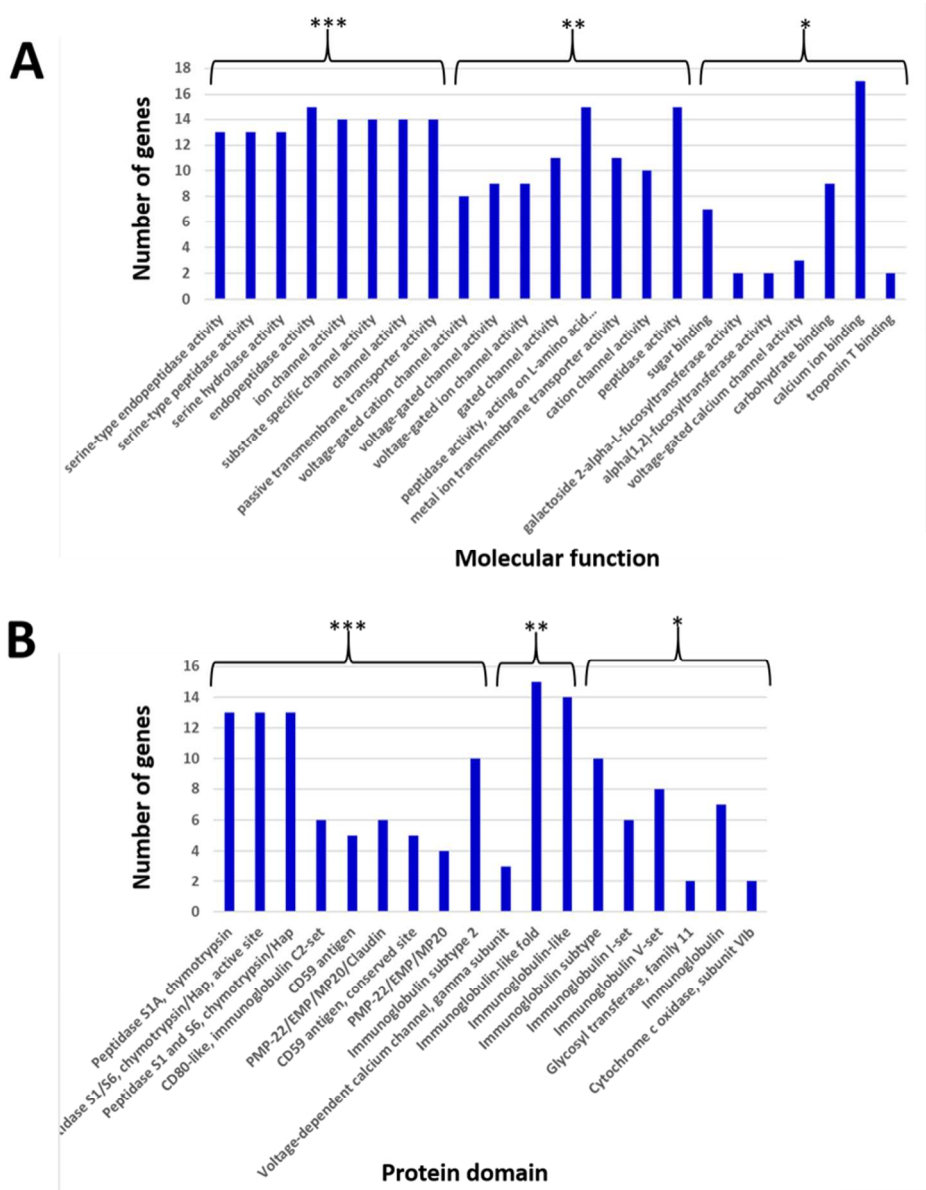 A
***
**
*
Number of genes
18
16
14
12
10
8
6
4
2
0
serine-type endopeptidase activity
serine-type peptidase activity
serine hydrolase activity
endopeptidase activity
ion channel activity
substrate specific channel activity
channel activity
passive transmembrane transporter activity
voltage-gated cation channel activity
voltage-gated channel activity
voltage-gated ion channel activity
gated channel activity
peptidase activity, acting on L-amino acid...
metal ion transmembrane transporter activity
cation channel activity
peptidase activity
sugar binding
galactoside 2-alpha-L-fucosyltransferase activity
alpha(1,2)-fucosyltransferase activity
voltage-gated calcium channel activity
carbohydrate binding
calcium ion binding
troponin T binding
Molecular function
B
***
**
*
Number of genes
16
14
12
10
8
6
4
2
0
Peptidase S1A, chymotrypsin
tidase S1/S6, chymotrypsin/Hap, active site
Peptidase S1 and S6, chymotrypsin/Hap
CD80-like, immunoglobulin C2-set
CD59 antigen
PMP-22/EMP/MP20/Claudin
CD59 antigen, conserved site
PMP-22/EMP/MP20
Immunoglobulin subtype 2
Voltage-dependent calcium channel, gamma subunit
Immunoglobulin-like fold
Immunoglobulin-like
Immunoglobulin subtype
Immunoglobulin I-set
Immunoglobulin V-set
Glycosyl transferase, family 11
Immunoglobulin
Cytochrome c oxidase, subunit VIb
Protein domain